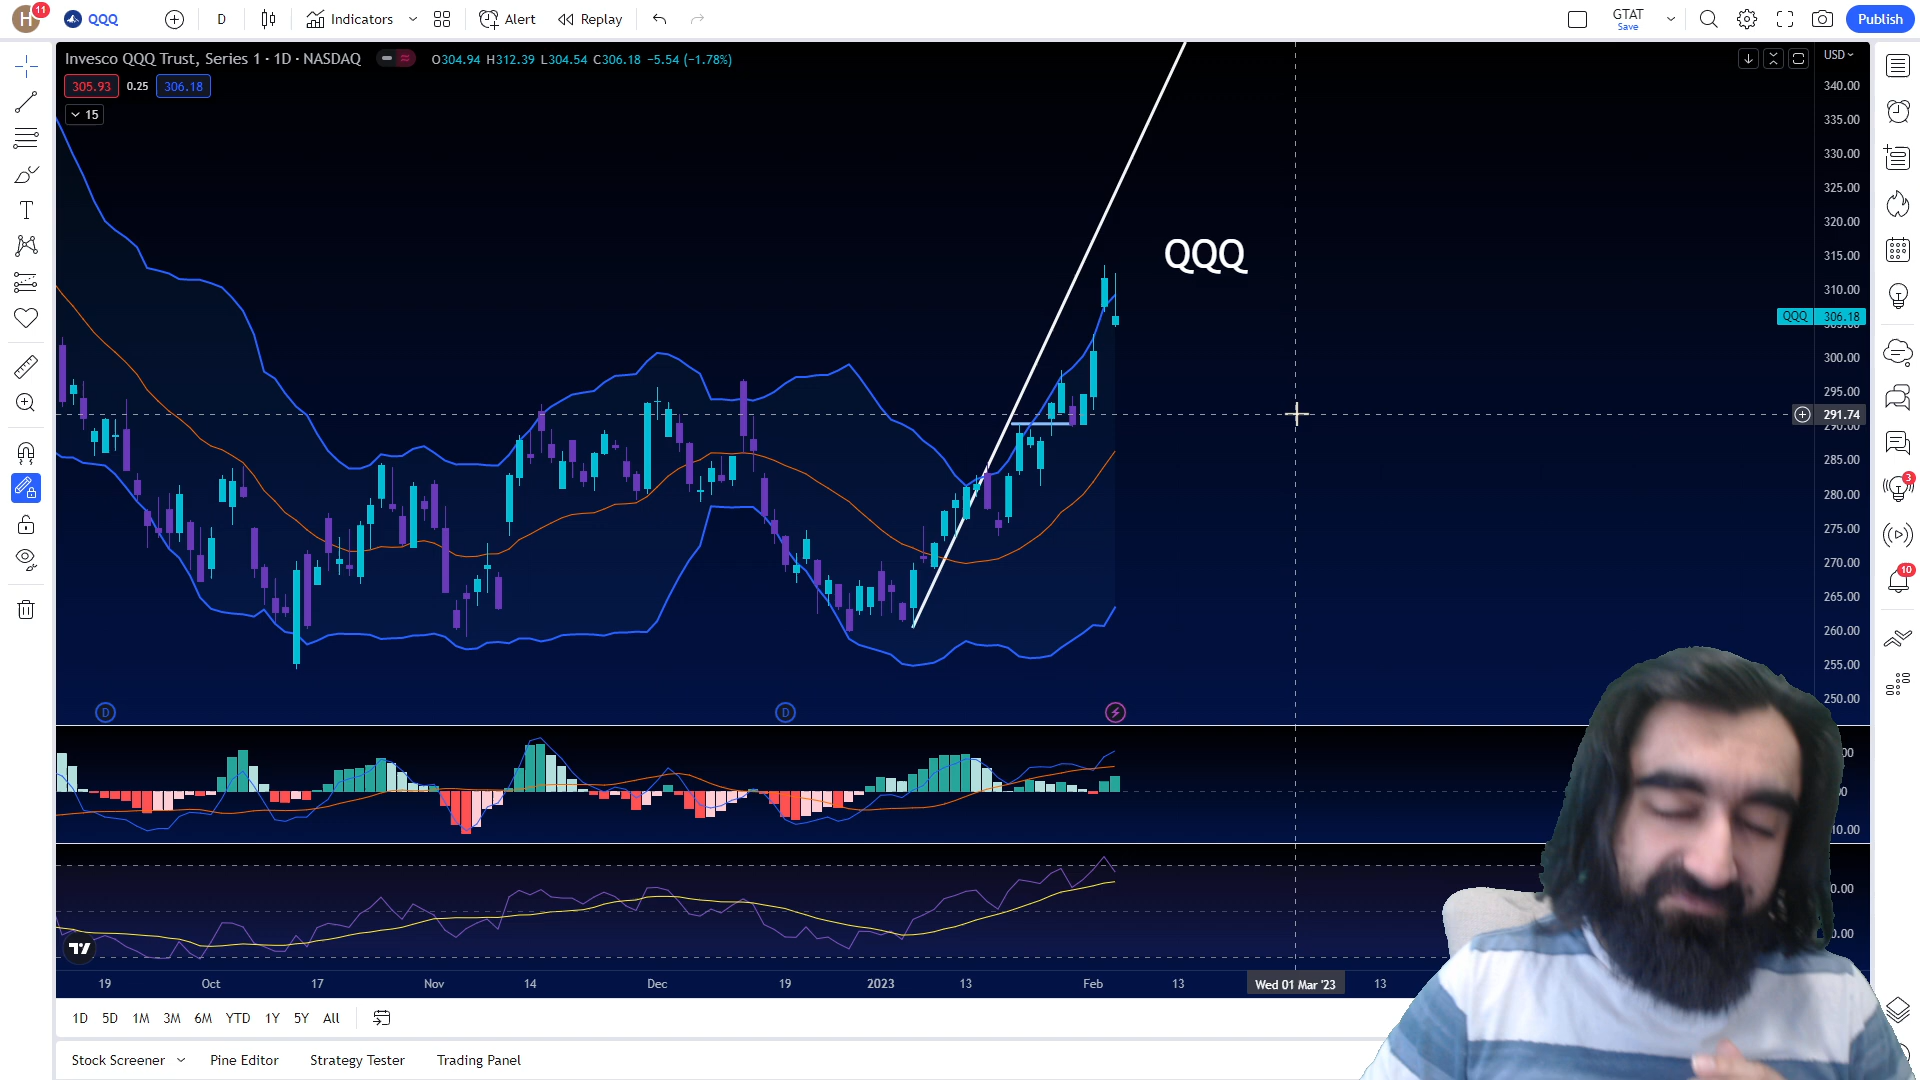 H 11 QQQ D Indicators Alert Replay GTAT Save Publish
Invesco QQQ Trust, Series 1 · 1D · NASDAQ O304.94 H312.39 L304.54 C306.18 −5.54 (−1.78%) USD
305.93 0.25 306.18
15
340.00
335.00
330.00
325.00
320.00
315.00
QQQ
310.00
QQQ 306.18
300.00
295.00
291.74
285.00
280.00
275.00
270.00
265.00
260.00
255.00
250.00
D D
3
10
19 Oct 17 Nov 14 Dec 19 2023 13 Feb 13 Wed 01 Mar '23 13
1D 5D 1M 3M 6M YTD 1Y 5Y All
Stock Screener Pine Editor Strategy Tester Trading Panel